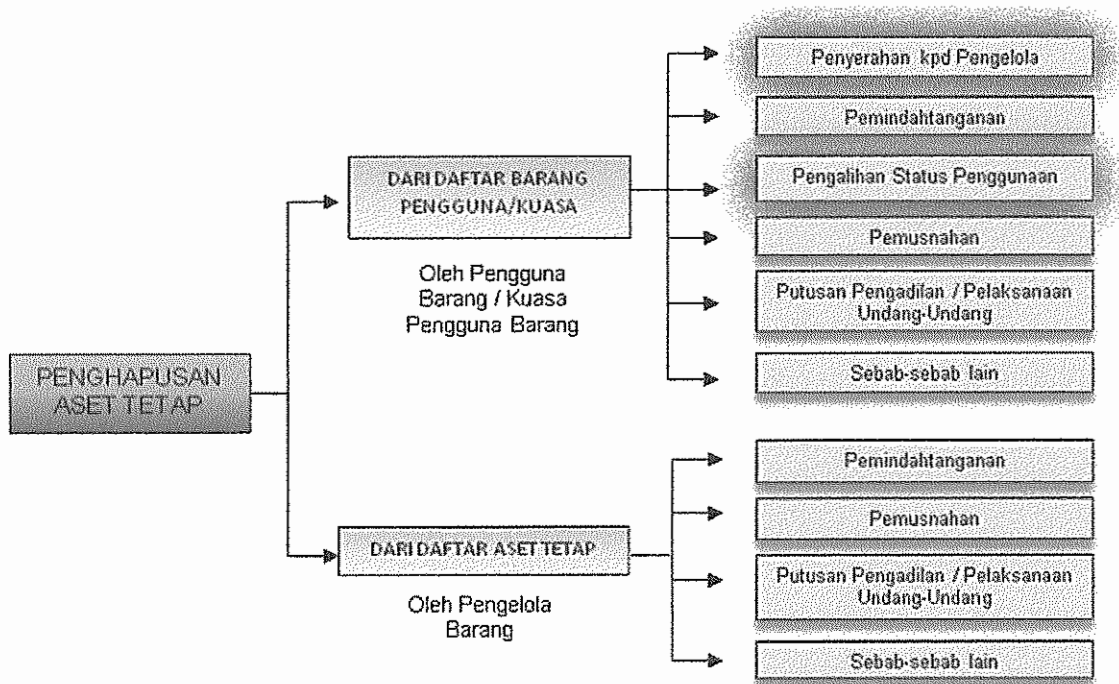 Penyerahan kpd Pengelola
Pemindahtanganan
DARI DAFTAR BARANG
PENGGUNA/KUASA
Pengalihan Status Penggunaan
Pemusnahan
Oleh Pengguna
Barang / Kuasa
Pengguna Barang
Putusan Pengadilan / Pelaksanaan
Undang-Undang
Sebab-sebab lain
PENGHAPUSAN
ASET TETAP
Pemindahtanganan
Pemusnahan
DARI DAFTAR ASET TETAP
Oleh Pengelola
Barang
Putusan Pengadilan / Pelaksanaan
Undang-Undang
Sebab-sebab lain